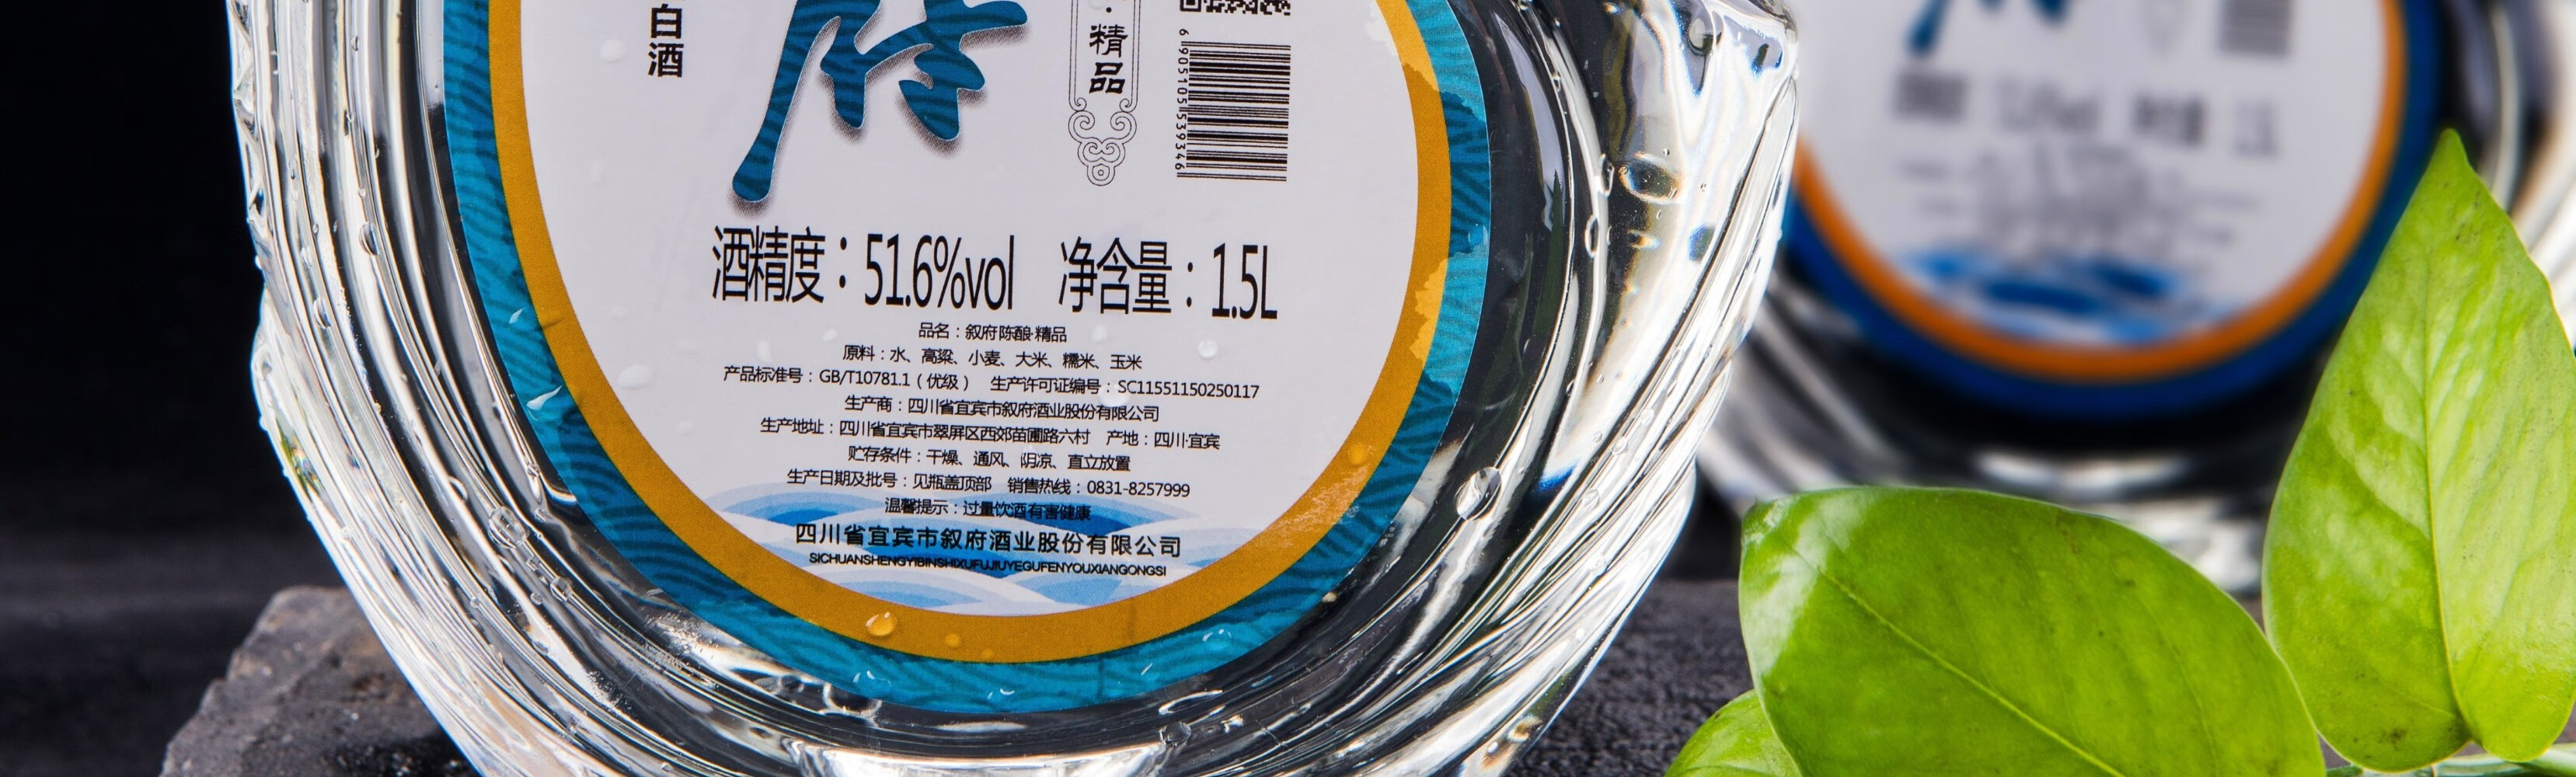 白酒
府
·精品
6905105539346
酒精度：51.6%vol 净含量：1.5L
品名：叙府陈酿·精品
原料：水、高粱、小麦、大米、糯米、玉米
产品标准号：GB/T10781.1（优级） 生产许可证编号：SC11551150250117
生产商：四川省宜宾市叙府酒业股份有限公司
生产地址：四川省宜宾市翠屏区西郊苗圃路六村 产地：四川·宜宾
贮存条件：干燥、通风、阴凉、直立放置
生产日期及批号：见瓶盖顶部 销售热线：0831-8257999
温馨提示：过量饮酒有害健康
四川省宜宾市叙府酒业股份有限公司
SICHUANSHENGYIBINSHIXUFUJIUYEGUFENYOUXIANGONGSI